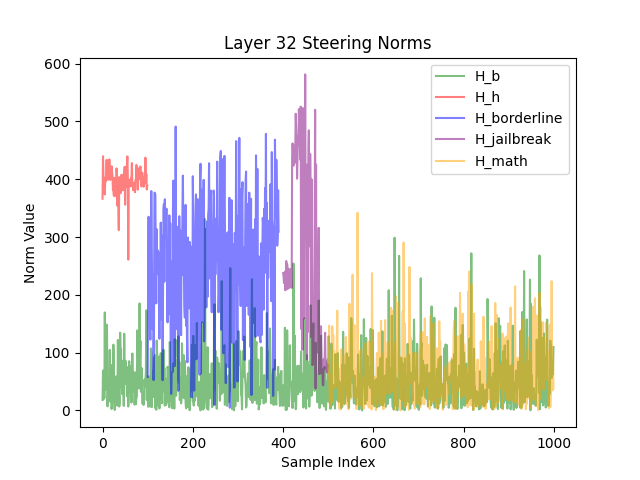 Layer 32 Steering Norms
Norm Value
600
500
400
300
200
100
0
H_b
H_h
H_borderline
H_jailbreak
H_math
0
200
400
600
800
1000
Sample Index